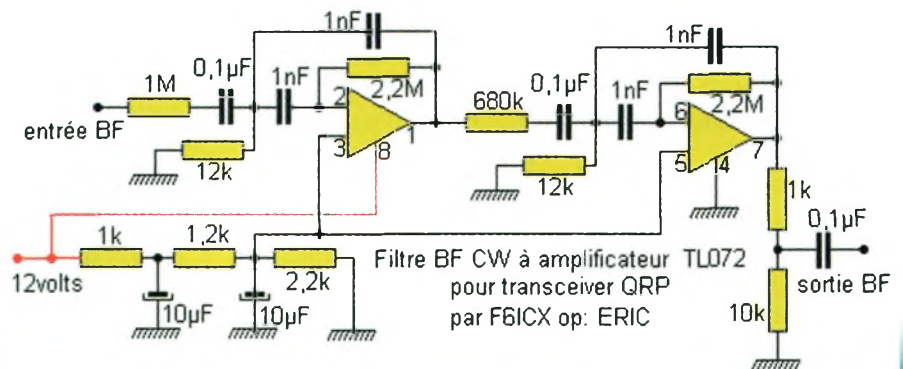 1nF
1nF
1M
0,1µF
1nF
2,2M
680k
0,1µF
1nF
2,2M
entrée BF
2
3
8
1
6
5
4
7
12k
12k
1k
1k
1,2k
2,2k
0,1µF
12volts
10µF
10µF
10k
sortie BF
Filtre BF CW à amplificateur TL072
pour transceiver QRP
par F6ICX op: ERIC